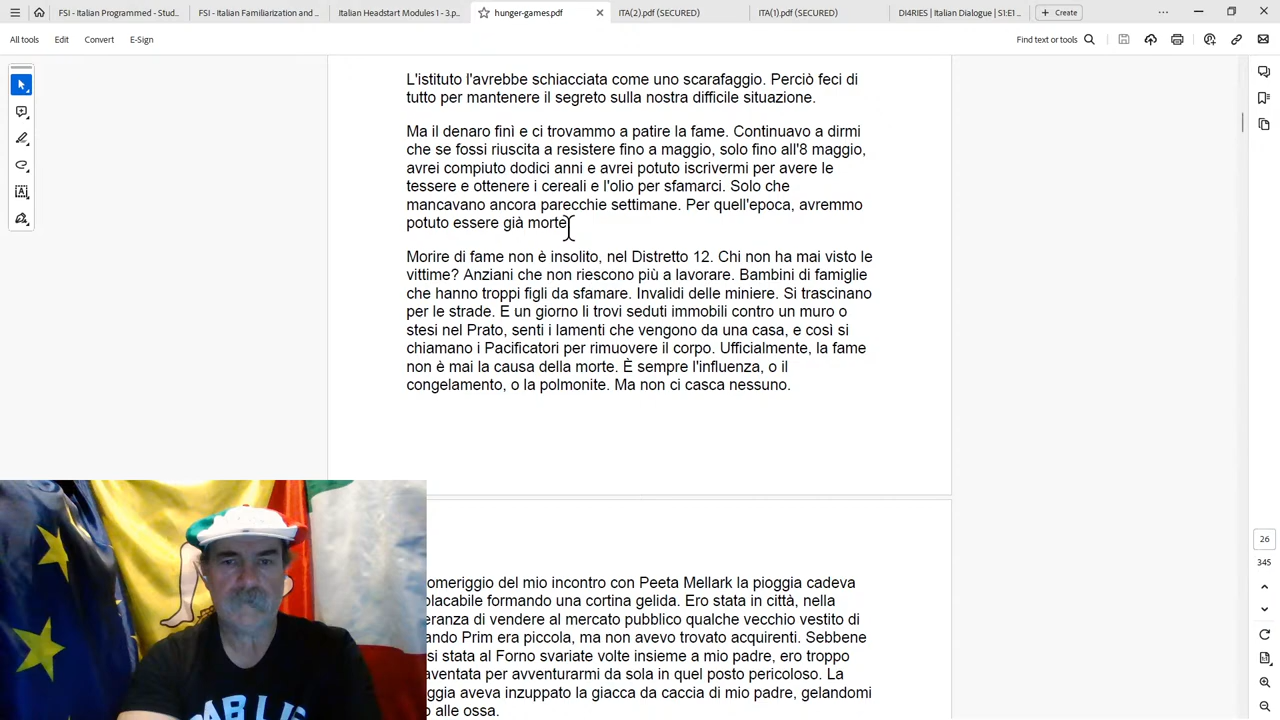 FSI - Italian Programmed - Stud...
FSI - Italian Familiarization and ...
Italian Headstart Modules 1 - 3.p...
hunger-games.pdf
ITA(2).pdf (SECURED)
ITA(1).pdf (SECURED)
DI4RIES | Italian Dialogue | S1:E1 ...
Create
All tools
Edit
Convert
E-Sign
Find text or tools
L'istituto l'avrebbe schiacciata come uno scarafaggio. Perciò feci di
tutto per mantenere il segreto sulla nostra difficile situazione.
Ma il denaro finì e ci trovammo a patire la fame. Continuavo a dirmi
che se fossi riuscita a resistere fino a maggio, solo fino all'8 maggio,
avrei compiuto dodici anni e avrei potuto iscrivermi per avere le
tessere e ottenere i cereali e l'olio per sfamarci. Solo che
mancavano ancora parecchie settimane. Per quell'epoca, avremmo
potuto essere già morte
Morire di fame non è insolito, nel Distretto 12. Chi non ha mai visto le
vittime? Anziani che non riescono più a lavorare. Bambini di famiglie
che hanno troppi figli da sfamare. Invalidi delle miniere. Si trascinano
per le strade. E un giorno li trovi seduti immobili contro un muro o
stesi nel Prato, senti i lamenti che vengono da una casa, e così si
chiamano i Pacificatori per rimuovere il corpo. Ufficialmente, la fame
non è mai la causa della morte. È sempre l'influenza, o il
congelamento, o la polmonite. Ma non ci casca nessuno.
26
345
omeriggio del mio incontro con Peeta Mellark la pioggia cadeva
placabile formando una cortina gelida. Ero stata in città, nella
eranza di vendere al mercato pubblico qualche vecchio vestito di
ando Prim era piccola, ma non avevo trovato acquirenti. Sebbene
si stata al Forno svariate volte insieme a mio padre, ero troppo
aventata per avventurarmi da sola in quel posto pericoloso. La
ggia aveva inzuppato la giacca da caccia di mio padre, gelandomi
o alle ossa.